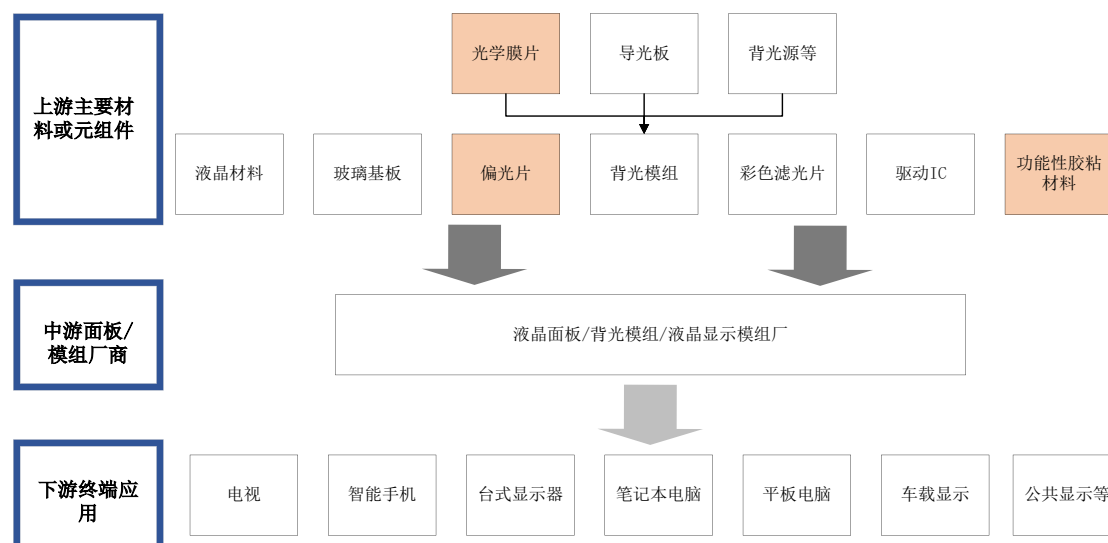 光学膜片
导光板
背光源等
上游主要材
料或元组件
液晶材料
玻璃基板
偏光片
背光模组
彩色滤光片
驱动IC
功能性胶粘
材料
中游面板/
模组厂商
液晶面板/背光模组/液晶显示模组厂
下游终端应
用
电视
智能手机
台式显示器
笔记本电脑
平板电脑
车载显示
公共显示等